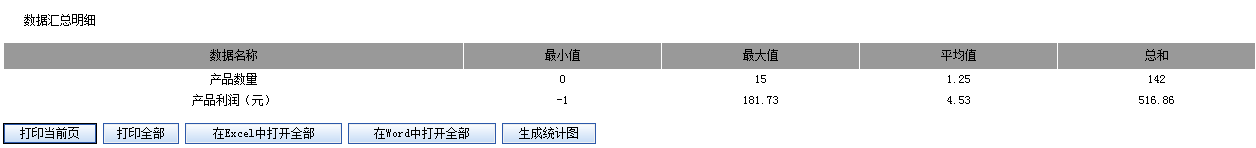 数据汇总明细
数据名称 最小值 最大值 平均值 总和
产品数量 0 15 1.25 142
产品利润（元） -1 181.73 4.53 516.86
打印当前页 打印全部 在Excel中打开全部 在Word中打开全部 生成统计图